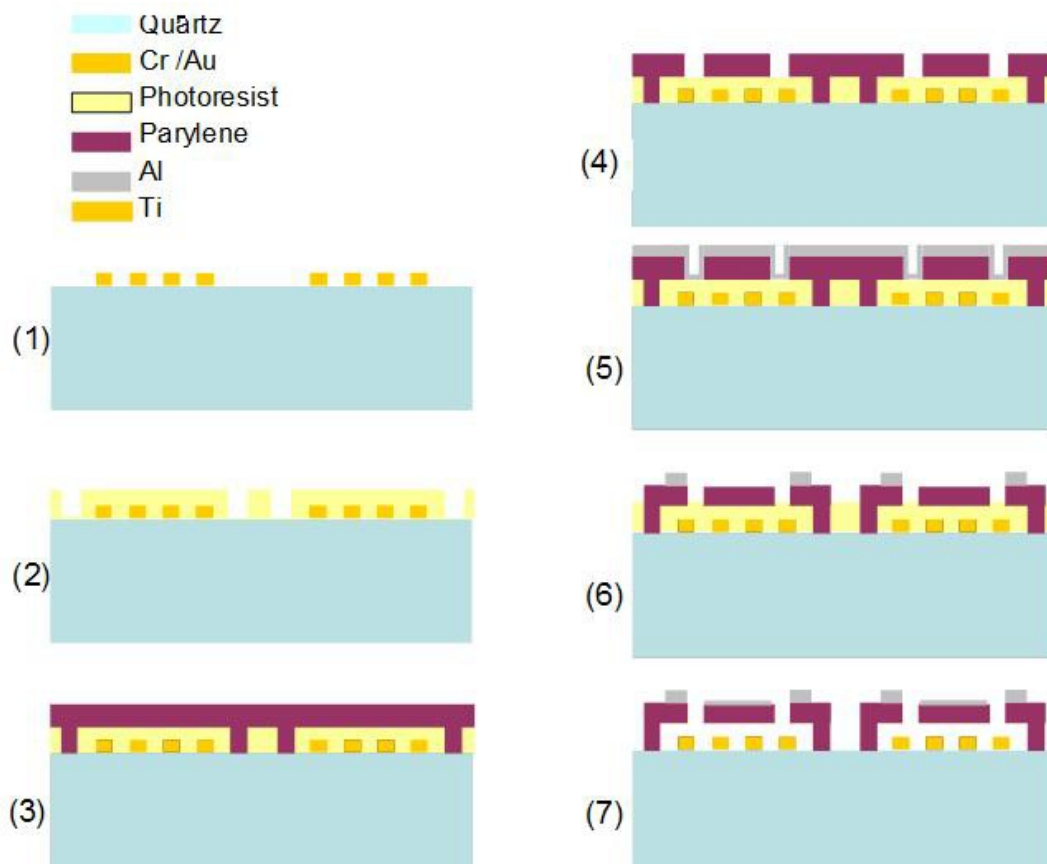 Quartz
Cr /Au
Photoresist
Parylene
Al
Ti
(1)
(2)
(3)
(4)
(5)
(6)
(7)